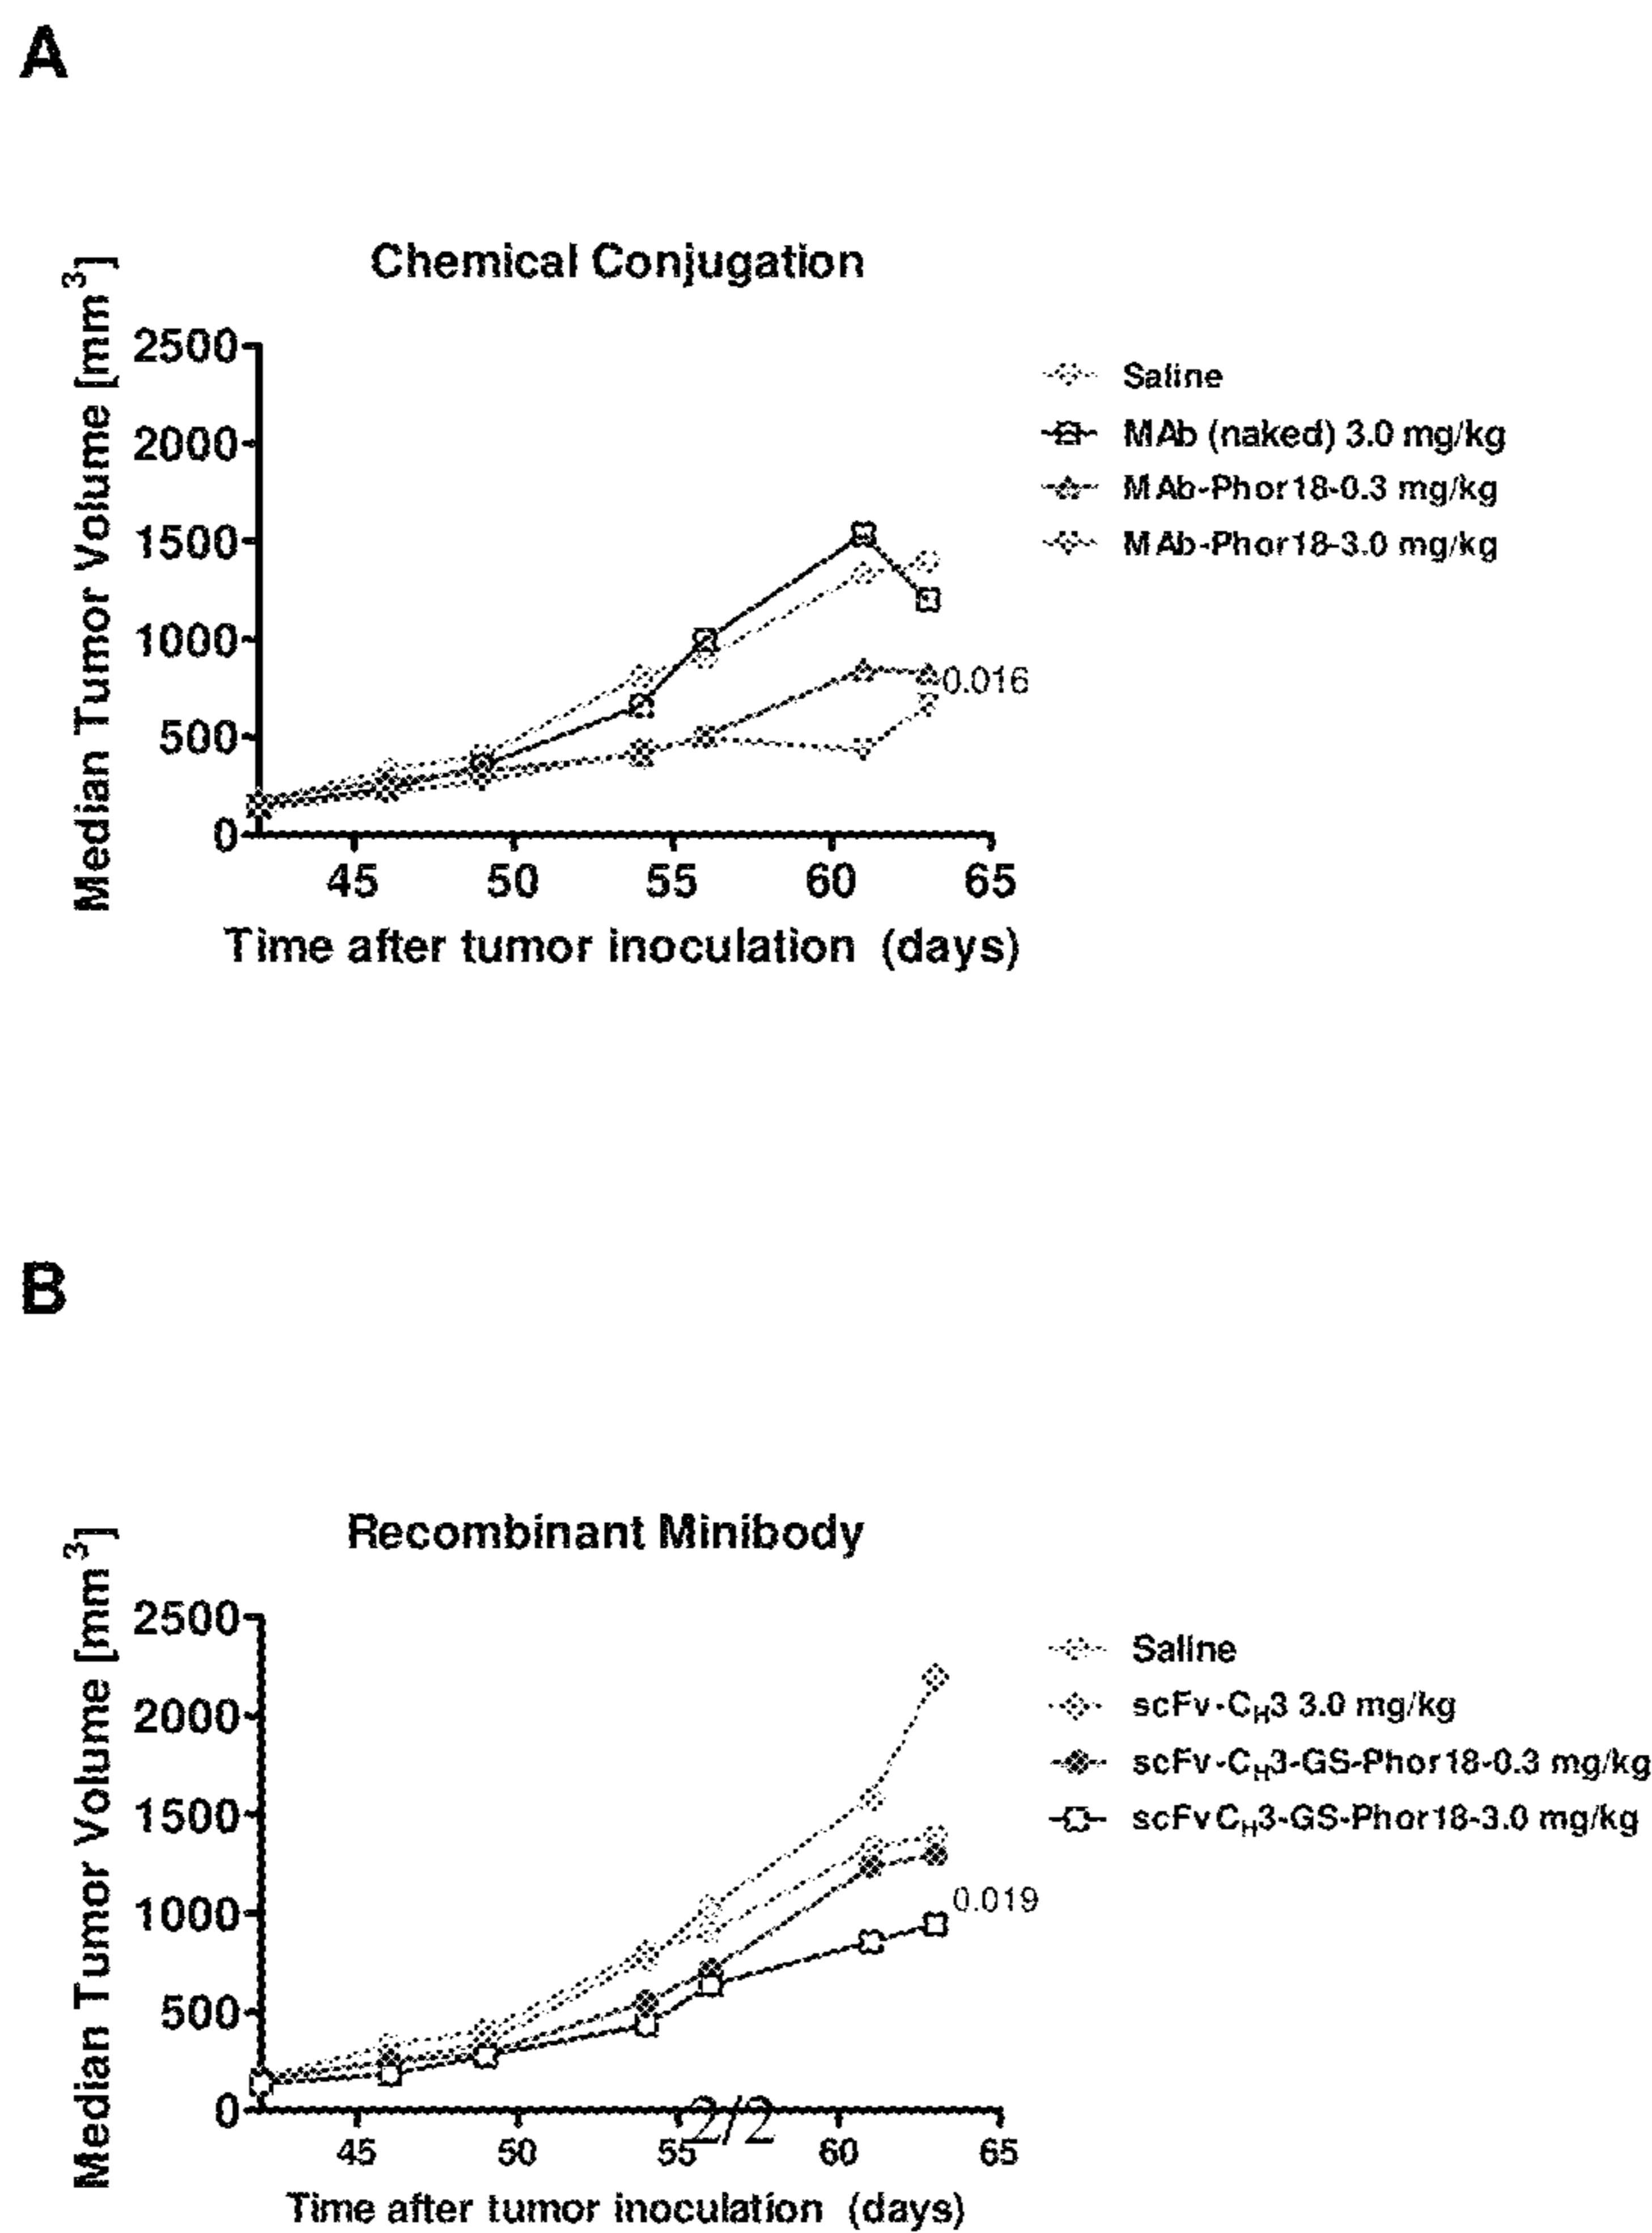 A
Chemical Conjugation
Median Tumor Volume [mm³]
2500
2000
1500
1000
500
0
45 50 55 60 65
Time after tumor inoculation (days)
Saline
MAb (naked) 3.0 mg/kg
MAb-Phor18-0.3 mg/kg
MAb-Phor18-3.0 mg/kg
0.016
B
Recombinant Minibody
Median Tumor Volume [mm³]
2500
2000
1500
1000
500
0
45 50 55 60 65
2/2
Time after tumor inoculation (days)
Saline
scFv-CH3 3.0 mg/kg
scFv-CH3-GS-Phor18-0.3 mg/kg
scFvCH3-GS-Phor18-3.0 mg/kg
0.019